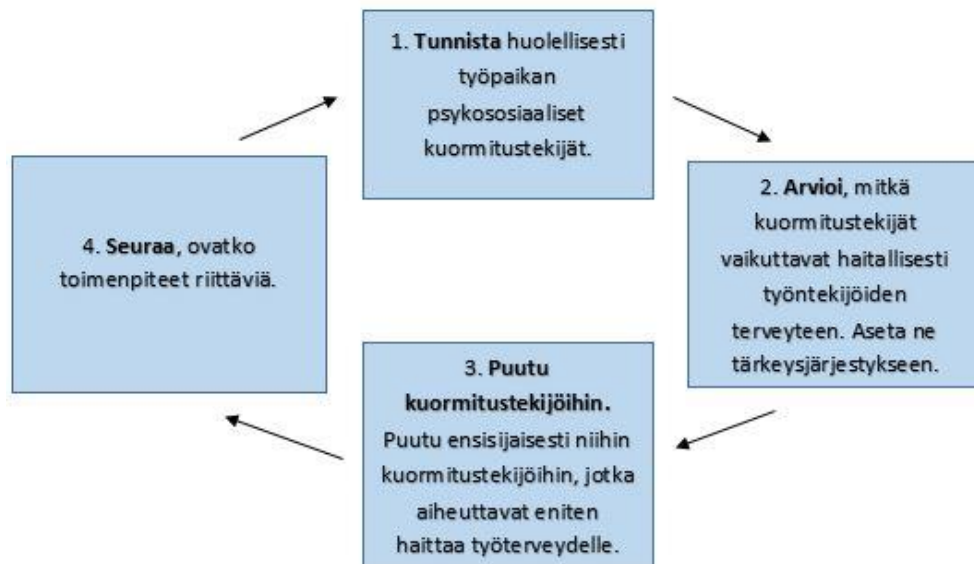 1. Tunnista huolellisesti
työpaikan
psykososiaaliset
kuormitustekijät.
2. Arvioi, mitkä
kuormitustekijät
vaikuttavat haitallisesti
työntekijöiden
terveyteen. Aseta ne
tärkeysjärjestykseen.
3. Puutu
kuormitustekijöihin.
Puutu ensisijaisesti niihin
kuormitustekijöihin, jotka
aiheuttavat eniten
haittaa työterveydelle.
4. Seuraa, ovatko
toimenpiteet riittäviä.